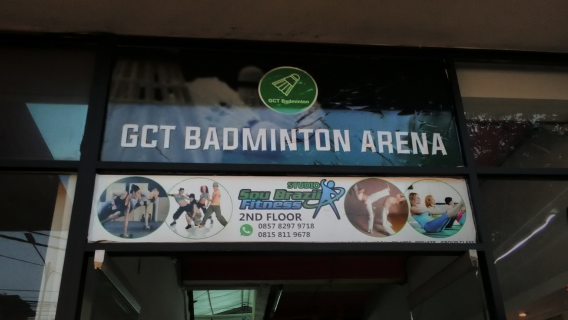 GCT Badminton
GCT BADMINTON ARENA
STUDIO
Sou Brazil
Fitness
2ND FLOOR
0857 8297 9718
0815 811 9678